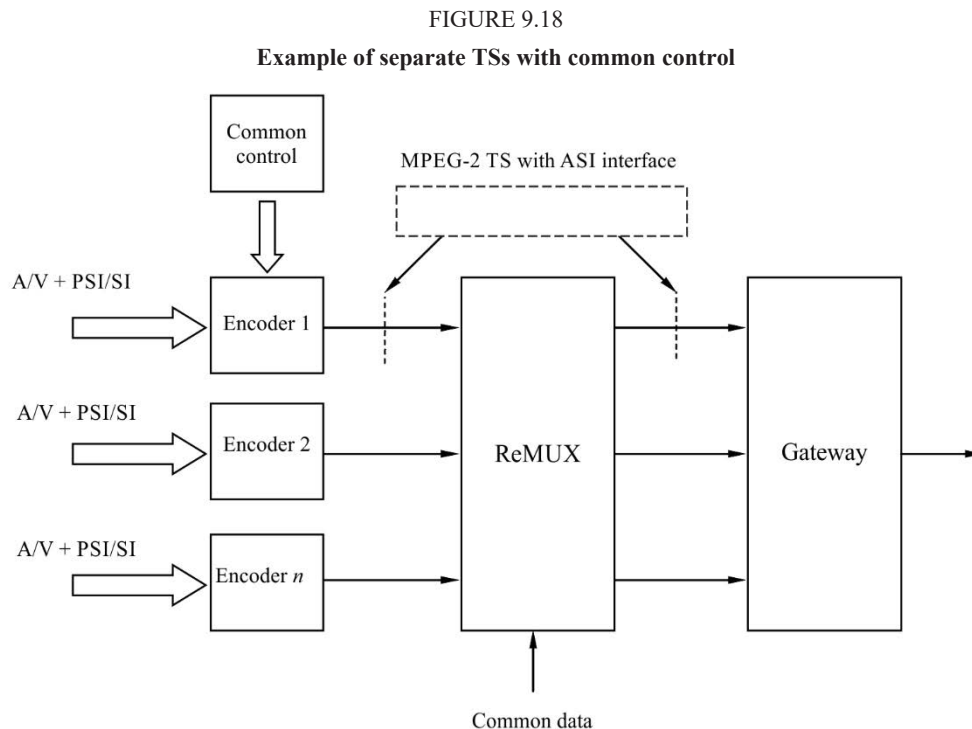 FIGURE 9.18
Example of separate TSs with common control
Common
control
MPEG-2 TS with ASI interface
A/V + PSI/SI
Encoder 1
A/V + PSI/SI
Encoder 2
ReMUX
Gateway
A/V + PSI/SI
Encoder n
Common data